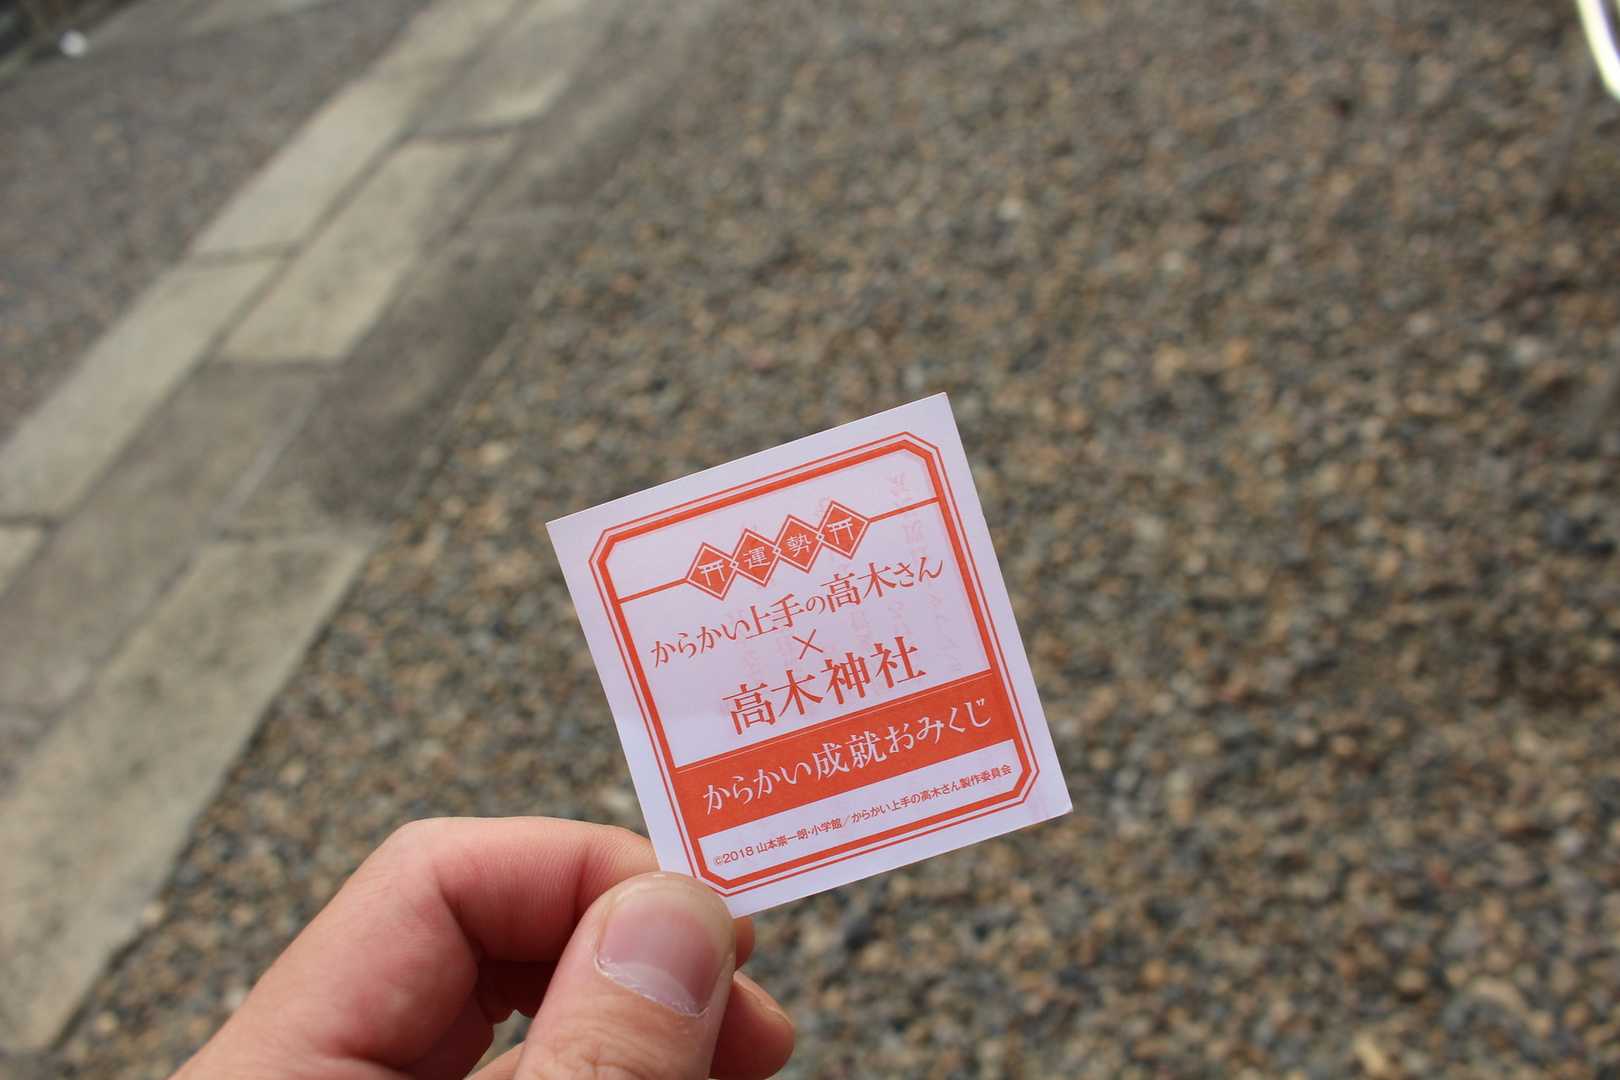 運勢
からかい上手の高木さん
×
高木神社
からかい成就おみくじ
©2018 山本崇一朗・小学館／からかい上手の高木さん製作委員会